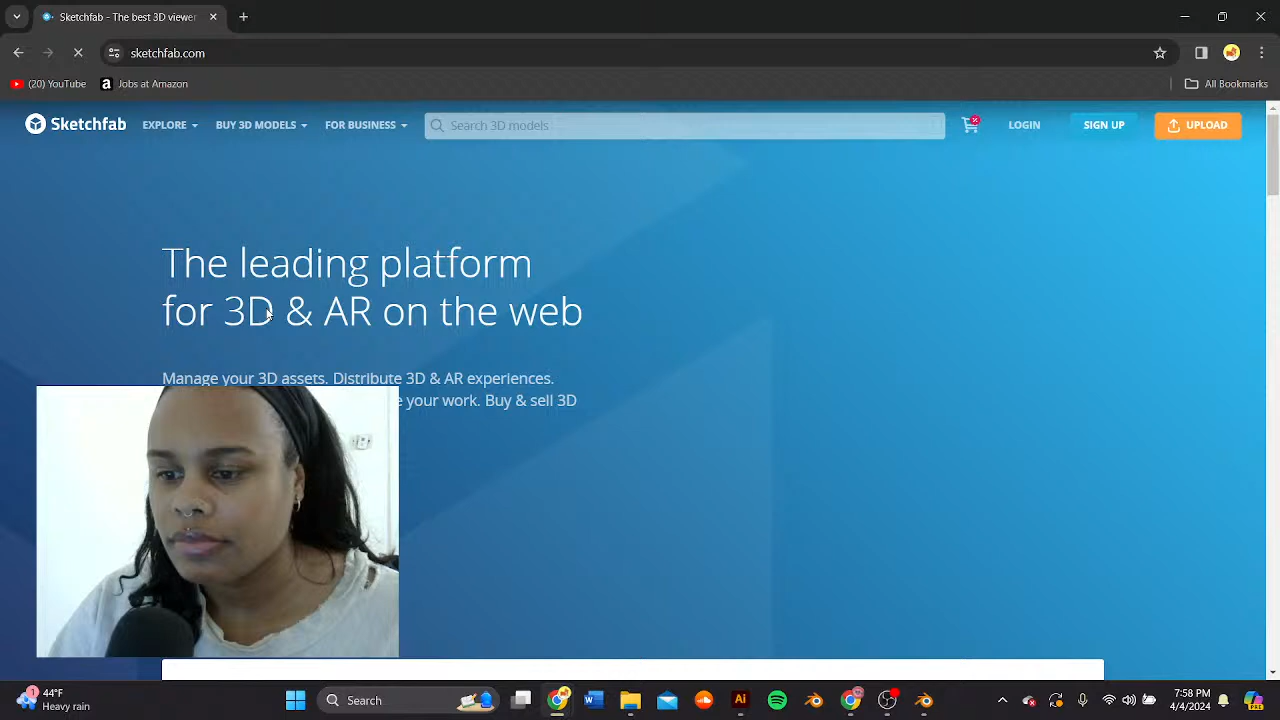 Sketchfab - The best 3D viewer
sketchfab.com
(20) YouTube
Jobs at Amazon
All Bookmarks
Sketchfab
EXPLORE
BUY 3D MODELS
FOR BUSINESS
Search 3D models
LOGIN
SIGN UP
UPLOAD
The leading platform
for 3D & AR on the web
Manage your 3D assets. Distribute 3D & AR experiences.
your work. Buy & sell 3D
1
44°F
Heavy rain
Search
W
Ai
7:58 PM
4/4/2024